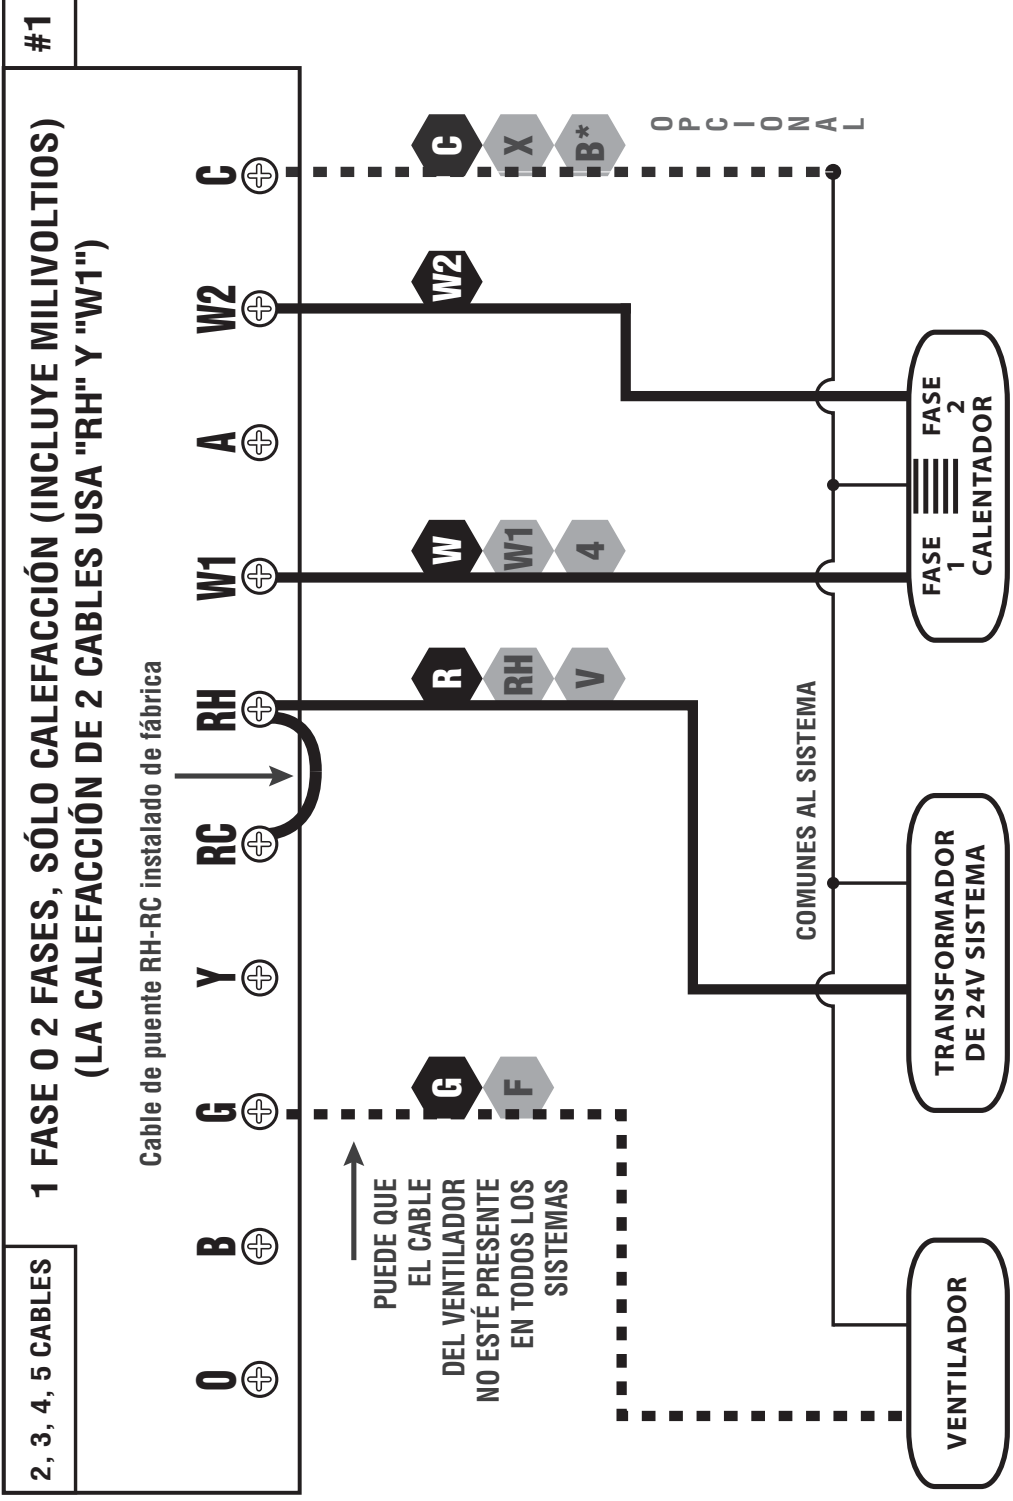 2, 3, 4, 5 CABLES
1 FASE O 2 FASES, SÓLO CALEFACCIÓN (INCLUYE MILIVOLTIOS)
(LA CALEFACCIÓN DE 2 CABLES USA "RH" Y "W1")
#1
Cable de puente RH-RC instalado de fábrica
O B G Y RC RH W1 A W2 C
PUEDE QUE
EL CABLE
DEL VENTILADOR
NO ESTÉ PRESENTE
EN TODOS LOS
SISTEMAS
G
F
R
RH
V
W
W1
4
W2
C
X
B*
OPCIONAL
COMUNES AL SISTEMA
VENTILADOR
TRANSFORMADOR
DE 24V SISTEMA
FASE
1
FASE
2
CALENTADOR